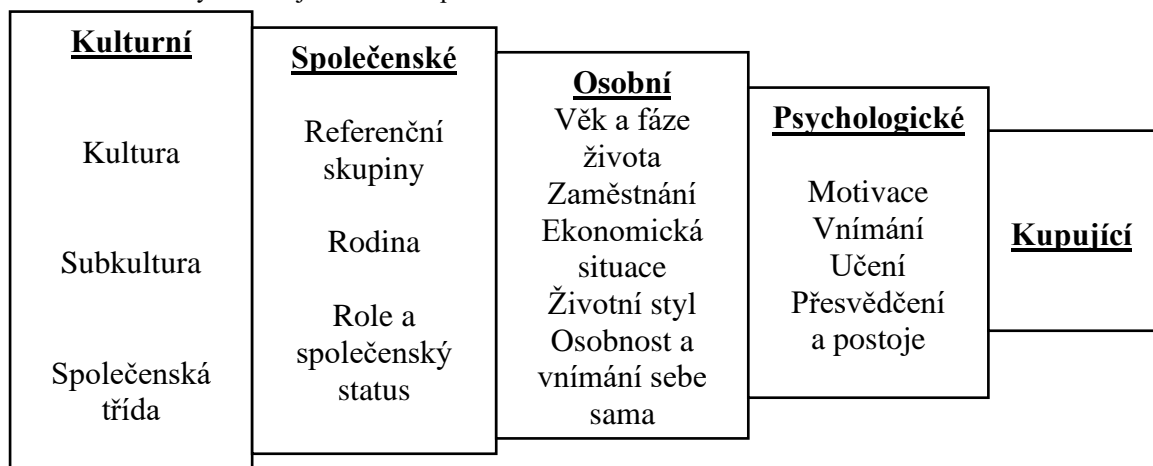 Kulturní
Kultura
Subkultura
Společenská
třída
Společenské
Referenční
skupiny
Rodina
Role a
společenský
status
Osobní
Věk a fáze
života
Zaměstnání
Ekonomická
situace
Životní styl
Osobnost a
vnímání sebe
sama
Psychologické
Motivace
Vnímání
Učení
Přesvědčení
a postoje
Kupující